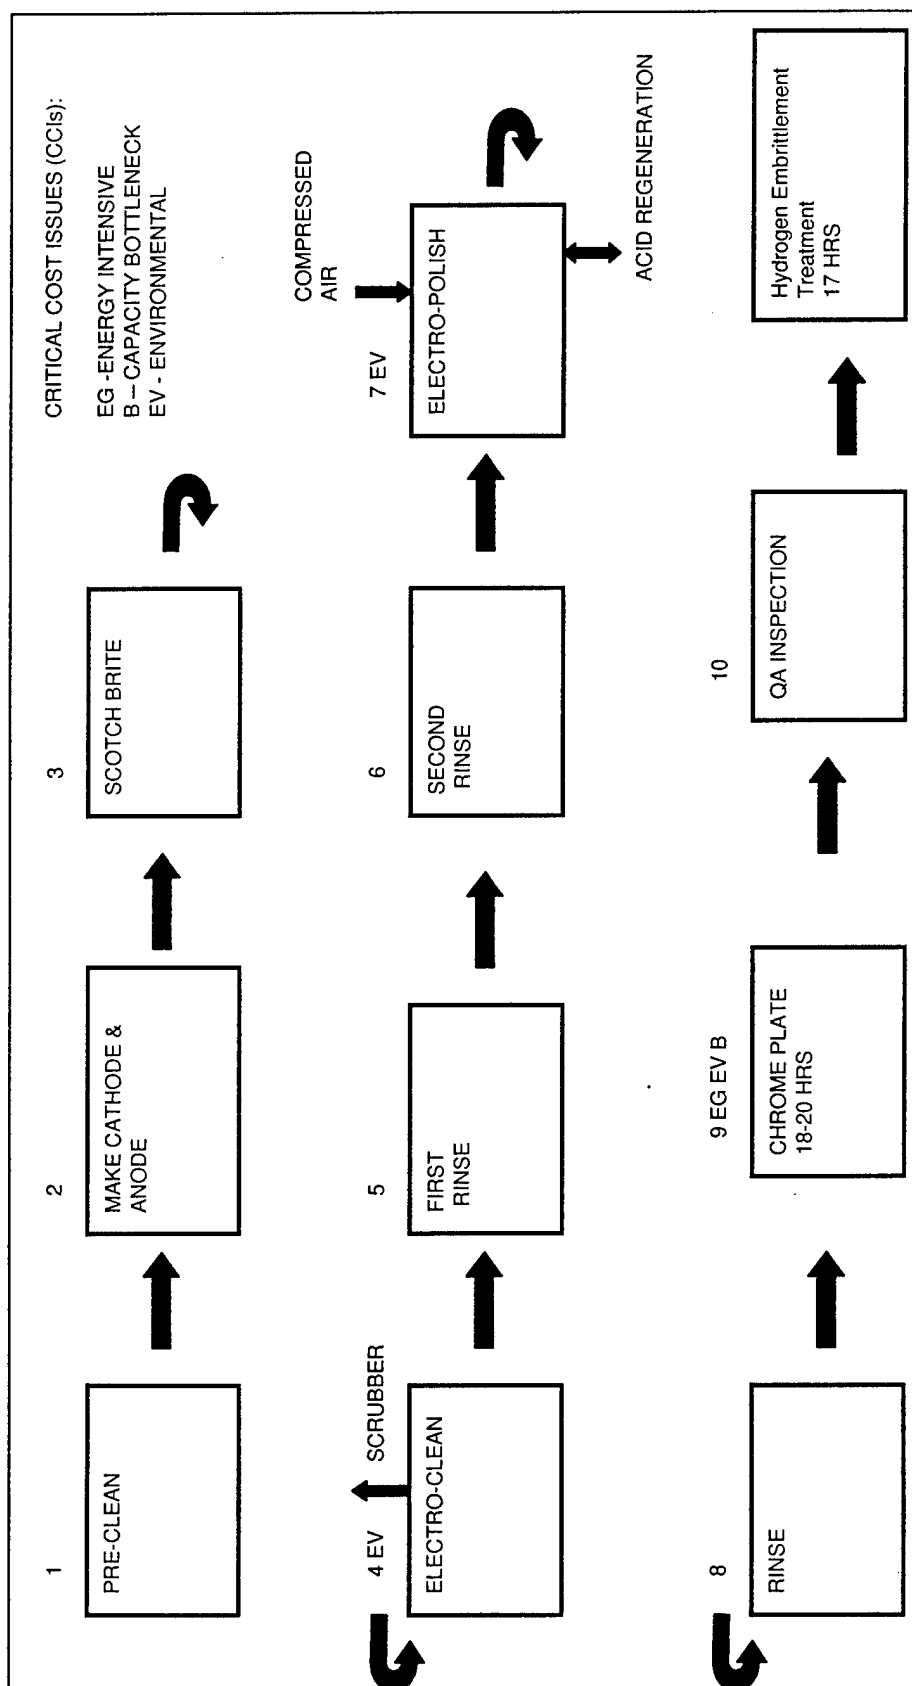 CRITICAL COST ISSUES (CCIs):
EG -ENERGY INTENSIVE
B – CAPACITY BOTTLENECK
EV - ENVIRONMENTAL
1
PRE-CLEAN
2
MAKE CATHODE &
ANODE
3
SCOTCH BRITE
4 EV
SCRUBBER
ELECTRO-CLEAN
5
FIRST
RINSE
6
SECOND
RINSE
7 EV
COMPRESSED
AIR
ELECTRO-POLISH
ACID REGENERATION
8
RINSE
9 EG EV B
CHROME PLATE
18-20 HRS
10
QA INSPECTION
Hydrogen Embrittlement
Treatment
17 HRS